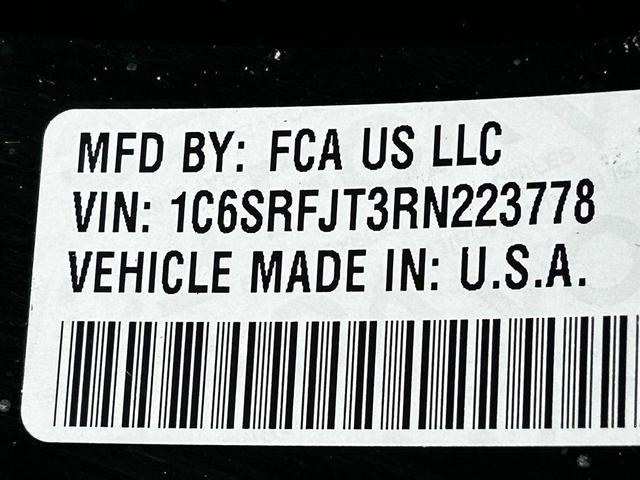 MFD BY: FCA US LLC
VIN: 1C6SRFJT3RN223778
VEHICLE MADE IN: U.S.A.